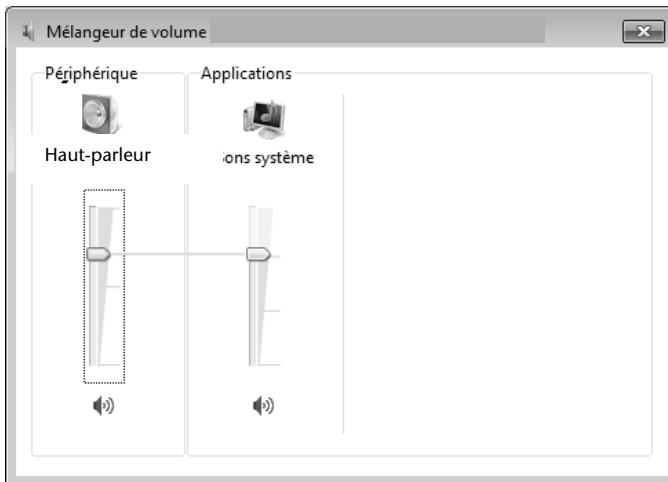 Mélangeur de volume
Périphérique
Applications
Haut-parleur
ons système